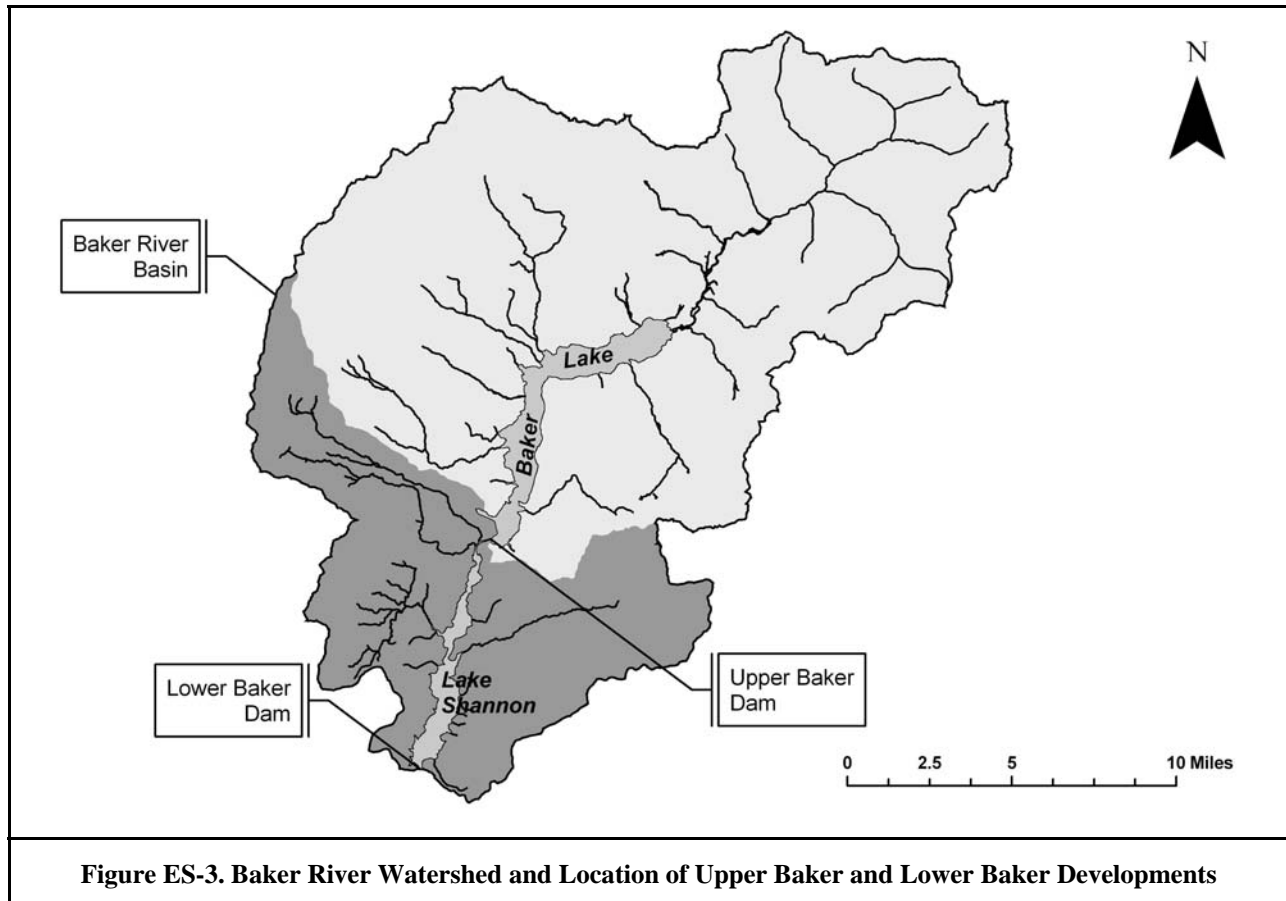 N
Baker River
Basin
Lake
Baker
Lower Baker
Dam
Lake
Shannon
Upper Baker
Dam
0 2.5 5 10 Miles
Figure ES-3. Baker River Watershed and Location of Upper Baker and Lower Baker Developments